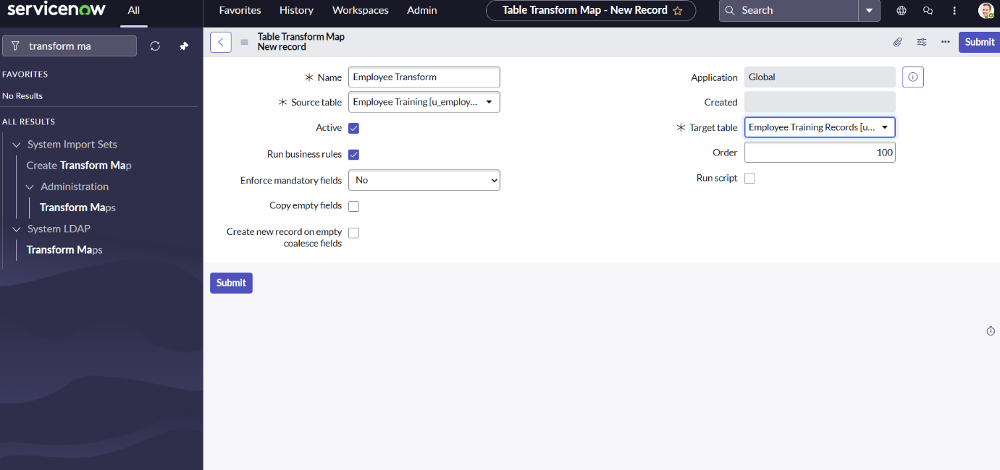 servicenow
All
Favorites
History
Workspaces
Admin
Table Transform Map - New Record
Search
transform ma
FAVORITES
No Results
ALL RESULTS
System Import Sets
Create Transform Map
Administration
Transform Maps
System LDAP
Transform Maps
Table Transform Map
New record
Submit
Name
Employee Transform
Application
Global
Source table
Employee Training [u_employ...
Created
Active
Target table
Employee Training Records [u...
Run business rules
Order
100
Enforce mandatory fields
No
Run script
Copy empty fields
Create new record on empty
coalesce fields
Submit